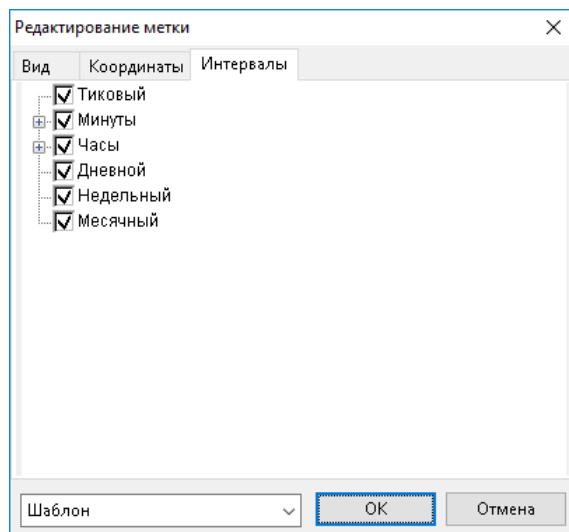 Редактирование метки
Вид Координаты Интервалы
Тиковый
Минуты
Часы
Дневной
Недельный
Месячный
Шаблон OK Отмена